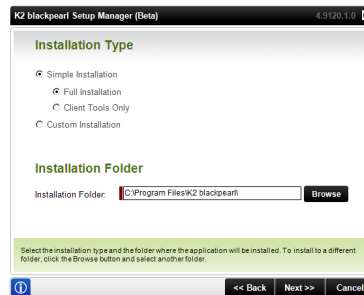 K2 blackpearl Setup Manager (Beta) 4.9120.1.0
Installation Type
Simple Installation
Full Installation
Client Tools Only
Custom Installation
Installation Folder
Installation Folder: C:\Program Files\K2 blackpearl\ Browse
Select the installation type and the folder where the application will be installed. To install to a different
folder, click the Browse button and select another folder.
<< Back Next >> Cancel